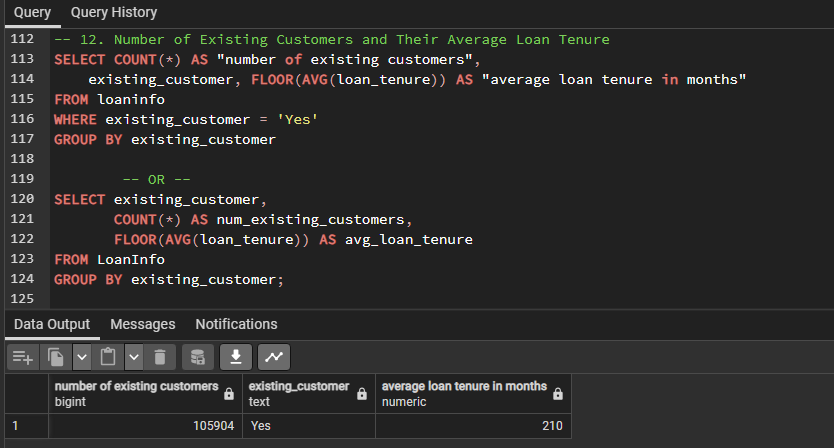 Query Query History
112 -- 12. Number of Existing Customers and Their Average Loan Tenure
113 SELECT COUNT(*) AS "number of existing customers",
114 existing_customer, FLOOR(AVG(loan_tenure)) AS "average loan tenure in months"
115 FROM loaninfo
116 WHERE existing_customer = 'Yes'
117 GROUP BY existing_customer
118
119 -- OR --
120 SELECT existing_customer,
121 COUNT(*) AS num_existing_customers,
122 FLOOR(AVG(loan_tenure)) AS avg_loan_tenure
123 FROM LoanInfo
124 GROUP BY existing_customer;
125
Data Output Messages Notifications
number of existing customers existing_customer average loan tenure in months
bigint text numeric
1 105904 Yes 210